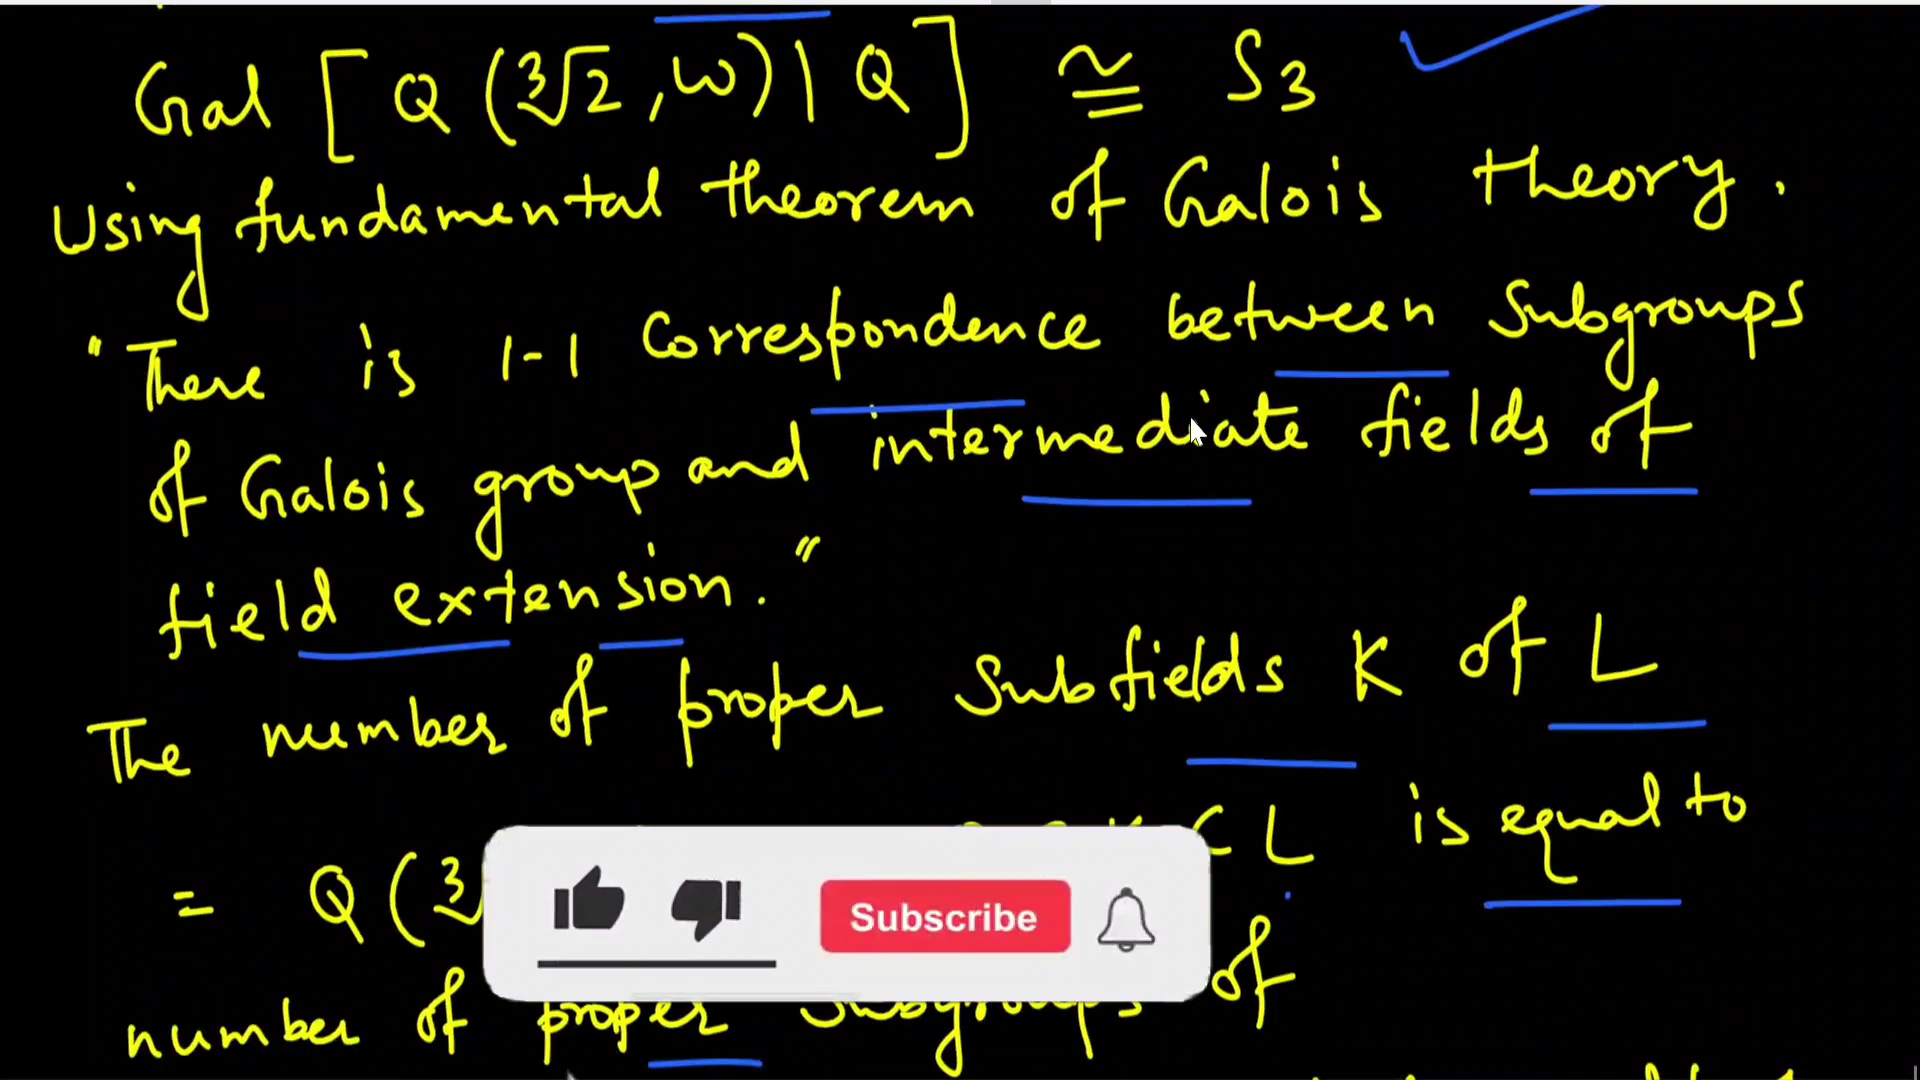 Gal [ Q (∛2, ω) | Q ] ≅ S3
Using fundamental theorem of Galois theory.
"There is 1-1 Correspondence between Subgroups
of Galois group and intermediate fields of
field extension."
The number of proper Subfields K of L
= Q (3√ ⊂ L is equal to
Subscribe
number of proper subgroups of